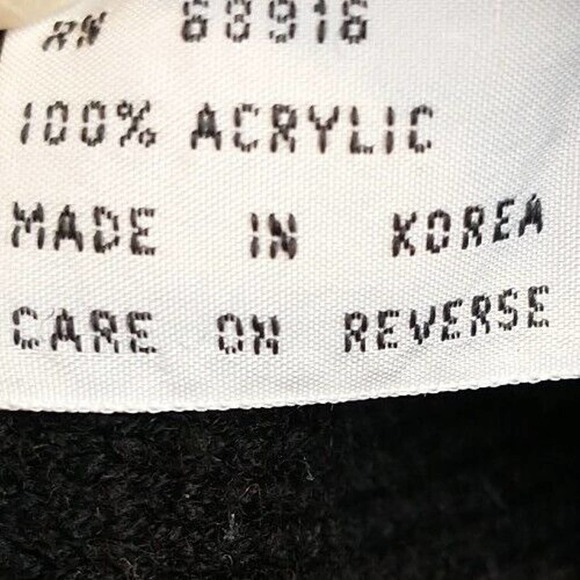 RN 68916
100% ACRYLIC
MADE IN KOREA
CARE ON REVERSE